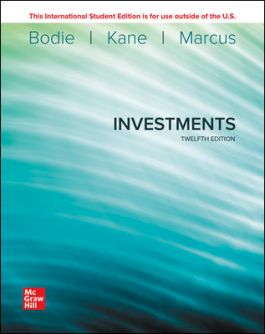 This International Student Edition is for use outside of the U.S.
Bodie | Kane | Marcus
INVESTMENTS
TWELFTH EDITION
Mc
Graw
Hill